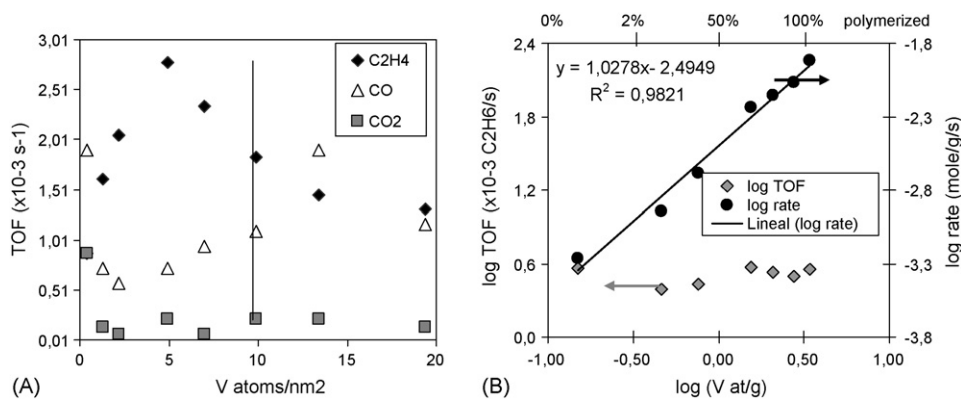 (A)
3,01
2,51
2,01
1,51
1,01
0,51
0,01
TOF (x10-3 s-1)
C2H4
CO
CO2
0 5 10 15 20
V atoms/nm2
(B)
0% 2% 50% 100% polymerized
2,4
1,8
1,2
0,6
0,0
log TOF (x10-3 C2H6/s)
y = 1,0278x- 2,4949
R2 = 0,9821
log TOF
log rate
Lineal (log rate)
-1,8
-2,3
-2,8
-3,3
-3,8
log rate (mole/g/s)
-1,00 -0,50 0,00 0,50 1,00
log (V at/g)